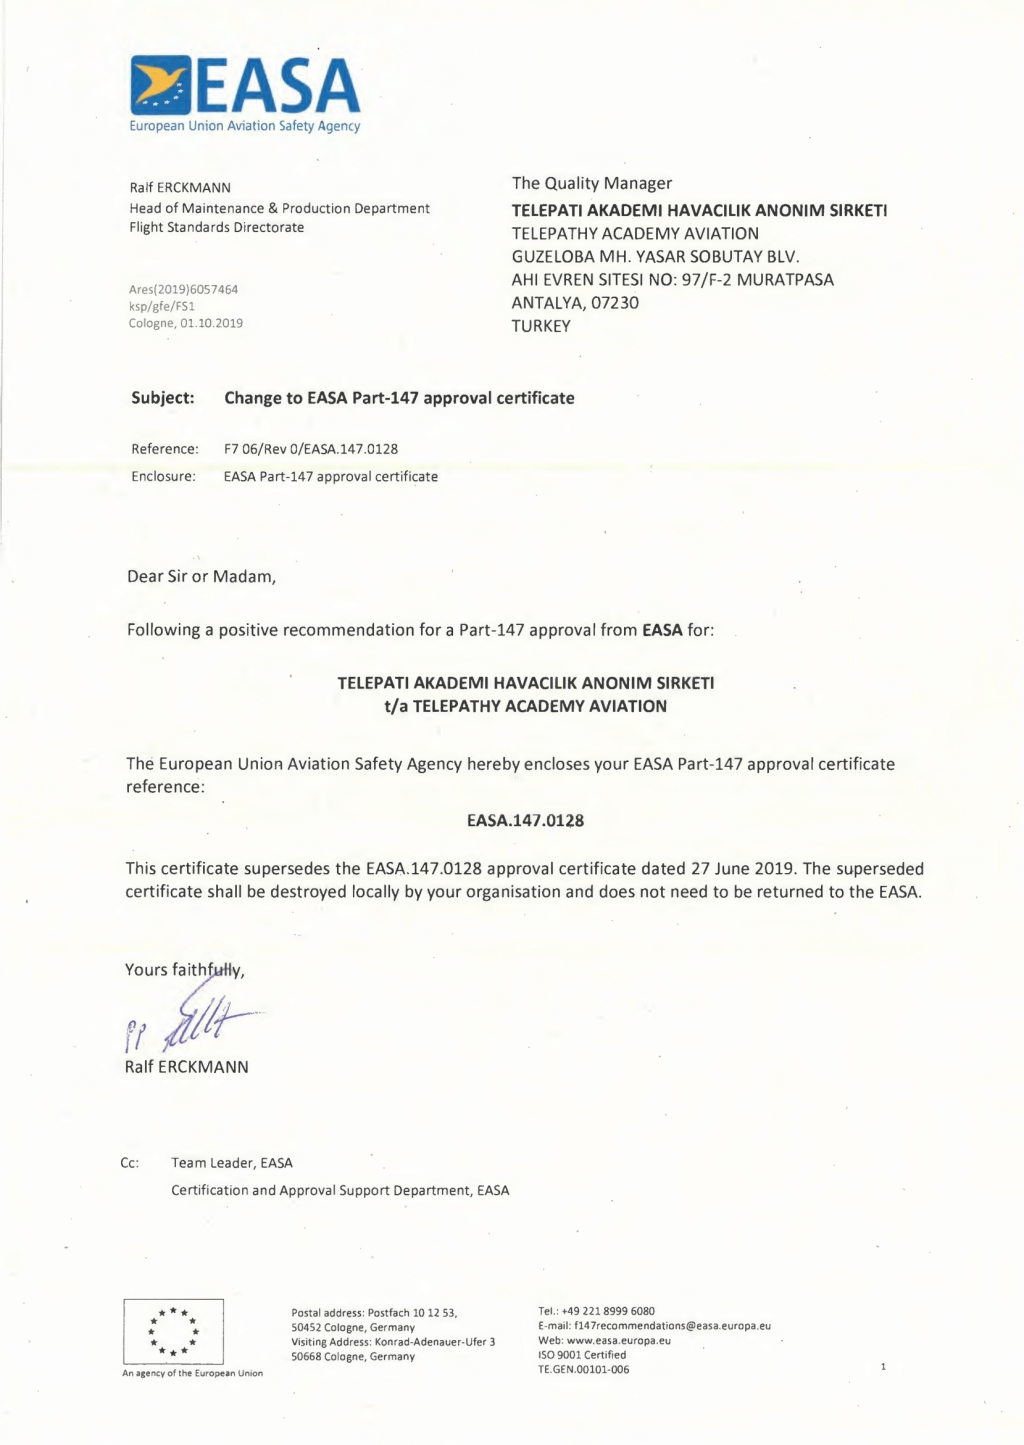 EASA
European Union Aviation Safety Agency
Ralf ERCKMANN
Head of Maintenance & Production Department
Flight Standards Directorate
Ares(2019)6057464
ksp/gfe/FS1
Cologne, 01.10.2019
The Quality Manager
TELEPATI AKADEMI HAVACILIK ANONIM SIRKETI
TELEPATHY ACADEMY AVIATION
GUZELOBA MH. YASAR SOBUTAY BLV.
AHI EVREN SITESI NO: 97/F-2 MURATPASA
ANTALYA, 07230
TURKEY
Subject: Change to EASA Part-147 approval certificate
Reference: F7 06/Rev 0/EASA.147.0128
Enclosure: EASA Part-147 approval certificate
Dear Sir or Madam,
Following a positive recommendation for a Part-147 approval from EASA for:
TELEPATI AKADEMI HAVACILIK ANONIM SIRKETI
t/a TELEPATHY ACADEMY AVIATION
The European Union Aviation Safety Agency hereby encloses your EASA Part-147 approval certificate
reference:
EASA.147.0128
This certificate supersedes the EASA.147.0128 approval certificate dated 27 June 2019. The superseded
certificate shall be destroyed locally by your organisation and does not need to be returned to the EASA.
Yours faithfully,
pp
Ralf ERCKMANN
Cc: Team Leader, EASA
Certification and Approval Support Department, EASA
An agency of the European Union
Postal address: Postfach 10 12 53,
50452 Cologne, Germany
Visiting Address: Konrad-Adenauer-Ufer 3
50668 Cologne, Germany
Tel.: +49 221 8999 6080
E-mail: f147recommendations@easa.europa.eu
Web: www.easa.europa.eu
ISO 9001 Certified
TE.GEN.00101-006
1